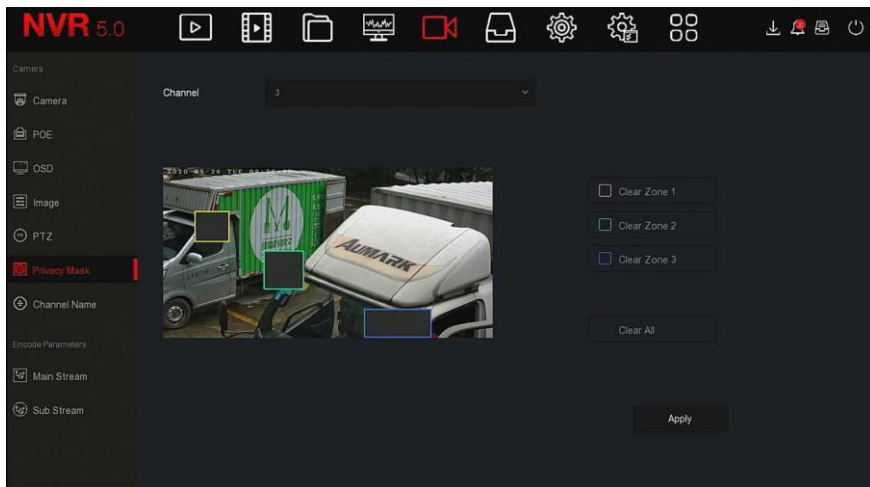 NVR 5.0
Camera
Camera
POE
OSD
Image
PTZ
Privacy Mask
Channel Name
Encode Parameters
Main Stream
Sub Stream
Channel
3
AUMARK
Clear Zone 1
Clear Zone 2
Clear Zone 3
Clear All
Apply